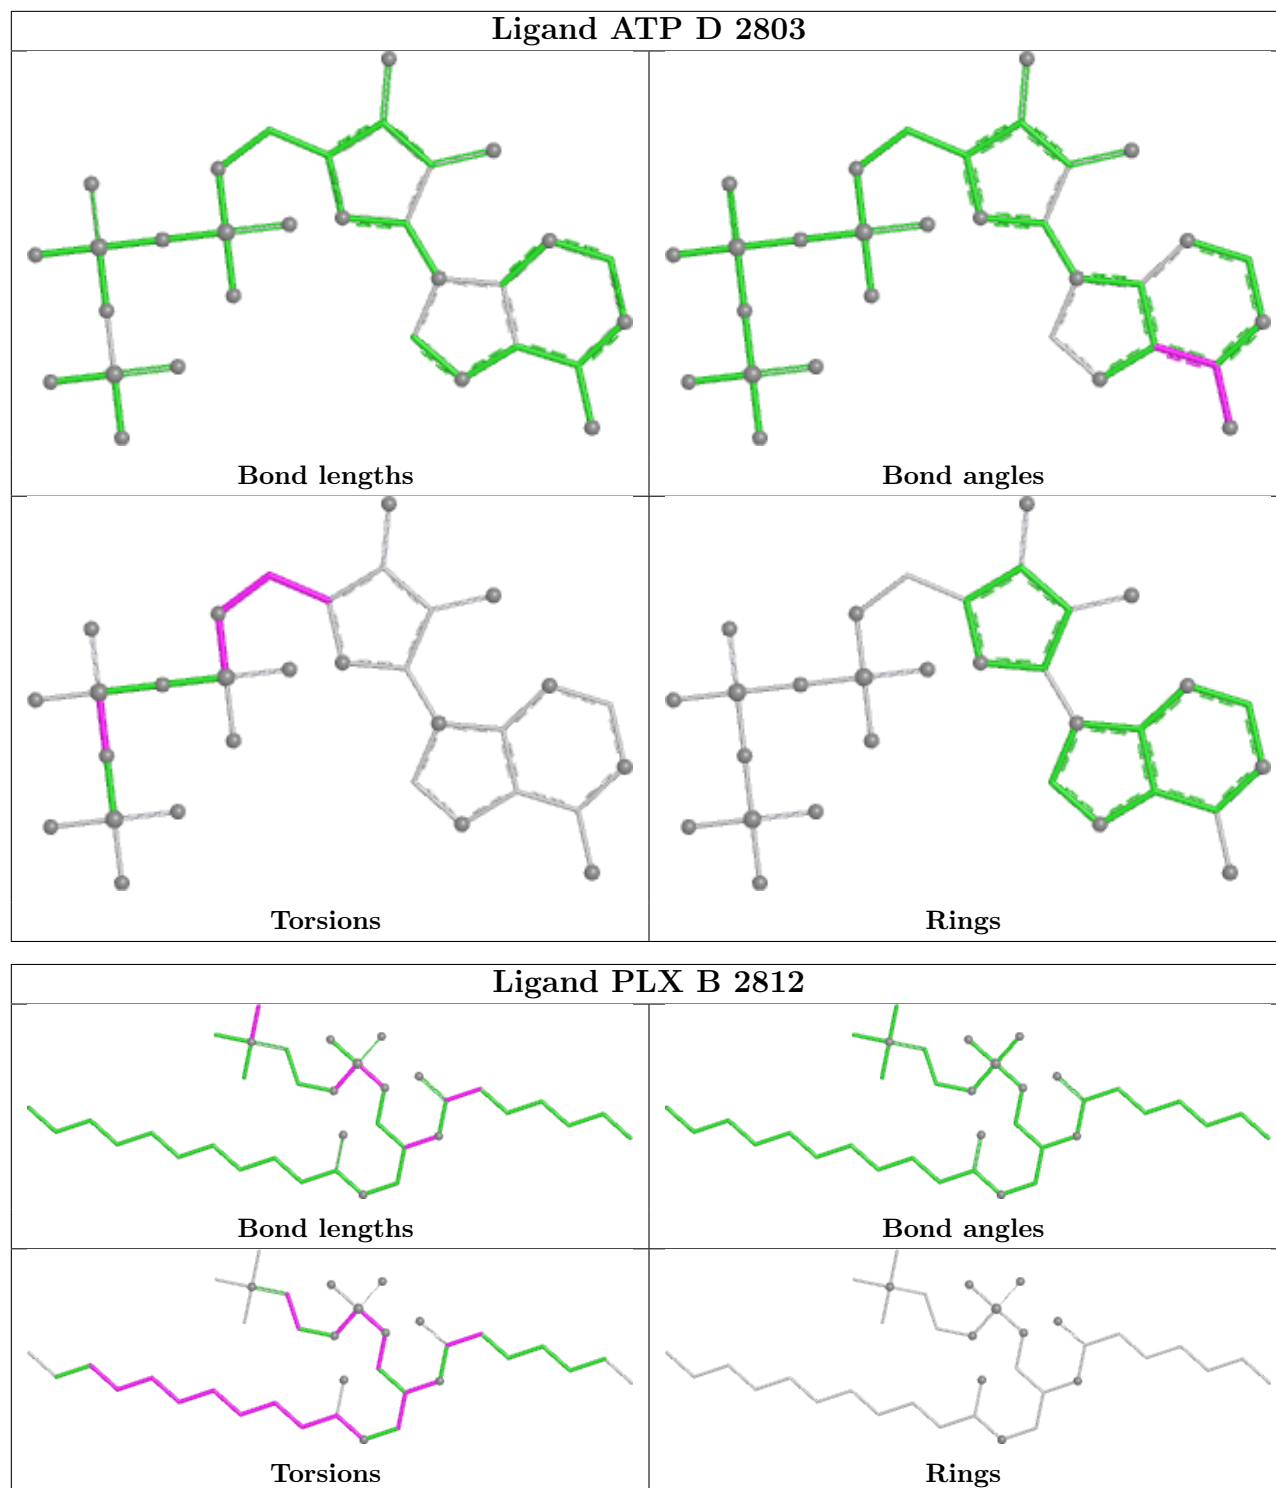 Ligand ATP D 2803
Bond lengths
Bond angles
Torsions
Rings
Ligand PLX B 2812
Bond lengths
Bond angles
Torsions
Rings